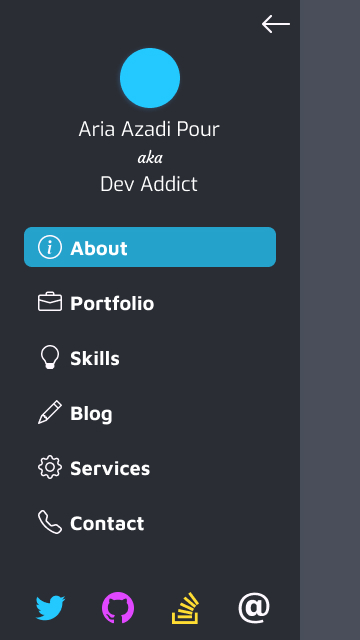 Aria Azadi Pour
aka
Dev Addict
About
Portfolio
Skills
Blog
Services
Contact
@